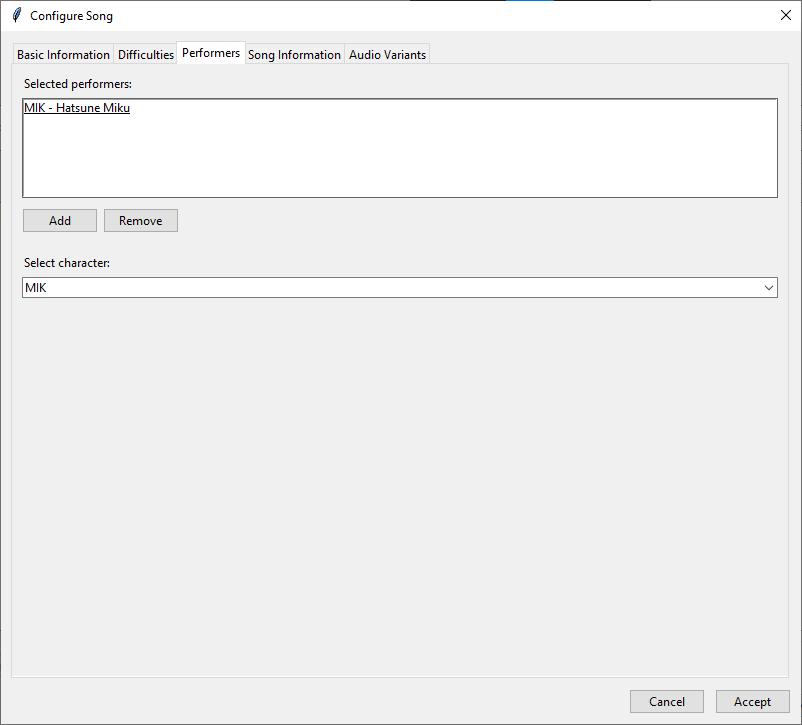 Configure Song
Basic Information Difficulties Performers Song Information Audio Variants
Selected performers:
MIK - Hatsune Miku
Add Remove
Select character:
MIK
Cancel Accept